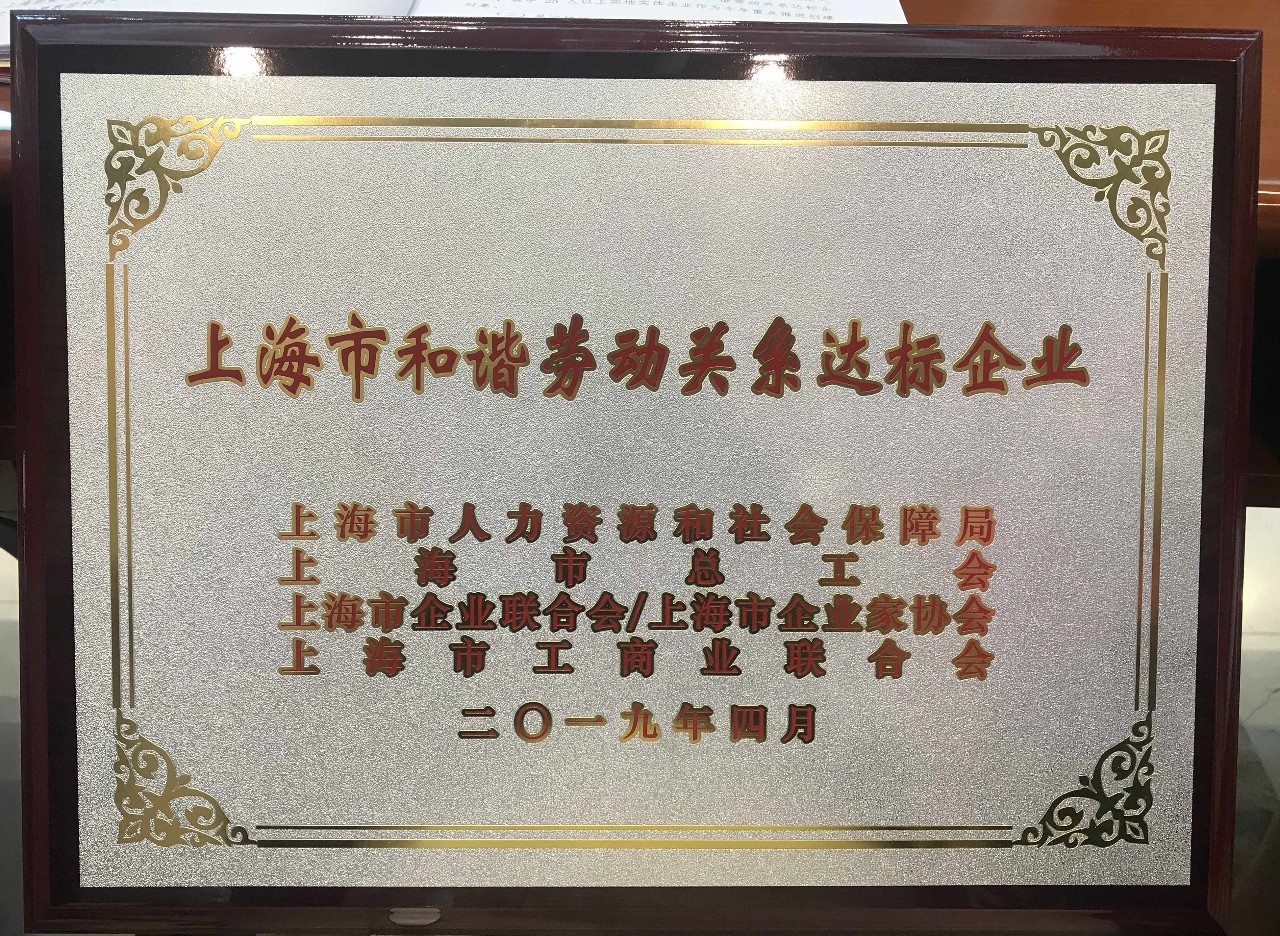 上海市和谐劳动关系达标企业
上海市人力资源和社会保障局
上海市总工会
上海市企业联合会/上海市企业家协会
上海市工商业联合会
二〇一九年四月